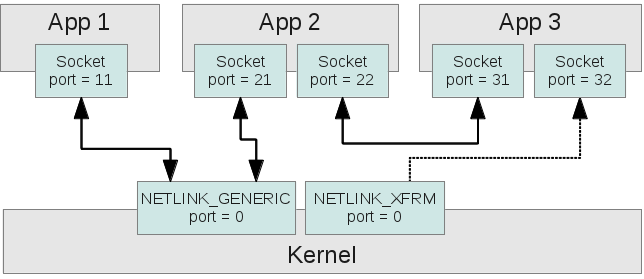 App 1
App 2
App 3
Socket
port = 11
Socket
port = 21
Socket
port = 22
Socket
port = 31
Socket
port = 32
NETLINK_GENERIC
port = 0
NETLINK_XFRM
port = 0
Kernel